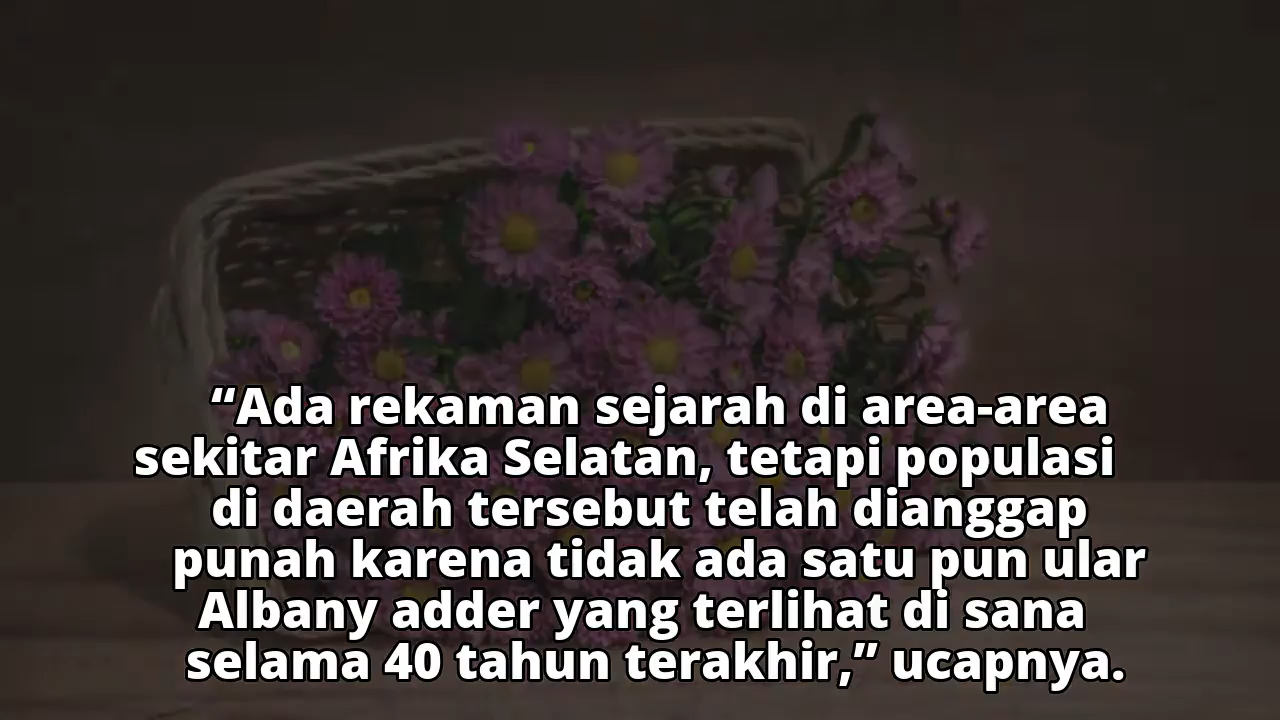 “Ada rekaman sejarah di area-area
sekitar Afrika Selatan, tetapi populasi
di daerah tersebut telah dianggap
punah karena tidak ada satu pun ular
Albany adder yang terlihat di sana
selama 40 tahun terakhir,” ucapnya.